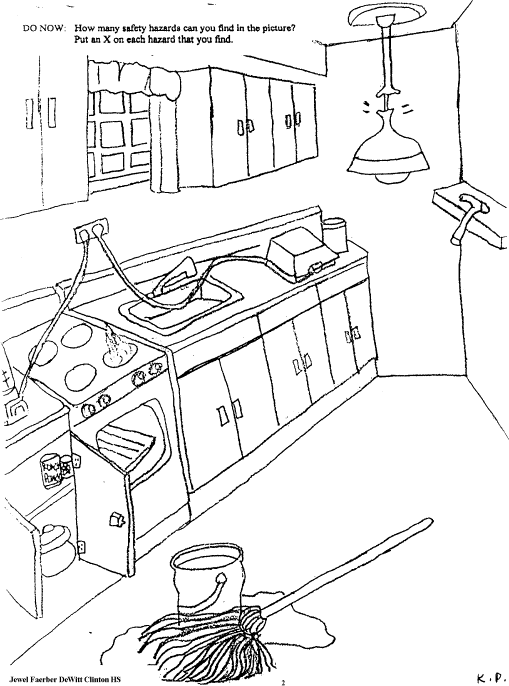 DO NOW: How many safety hazards can you find in the picture?
Put an X on each hazard that you find.
Jewel Faerber DeWitt Clinton HS
2
K.P.